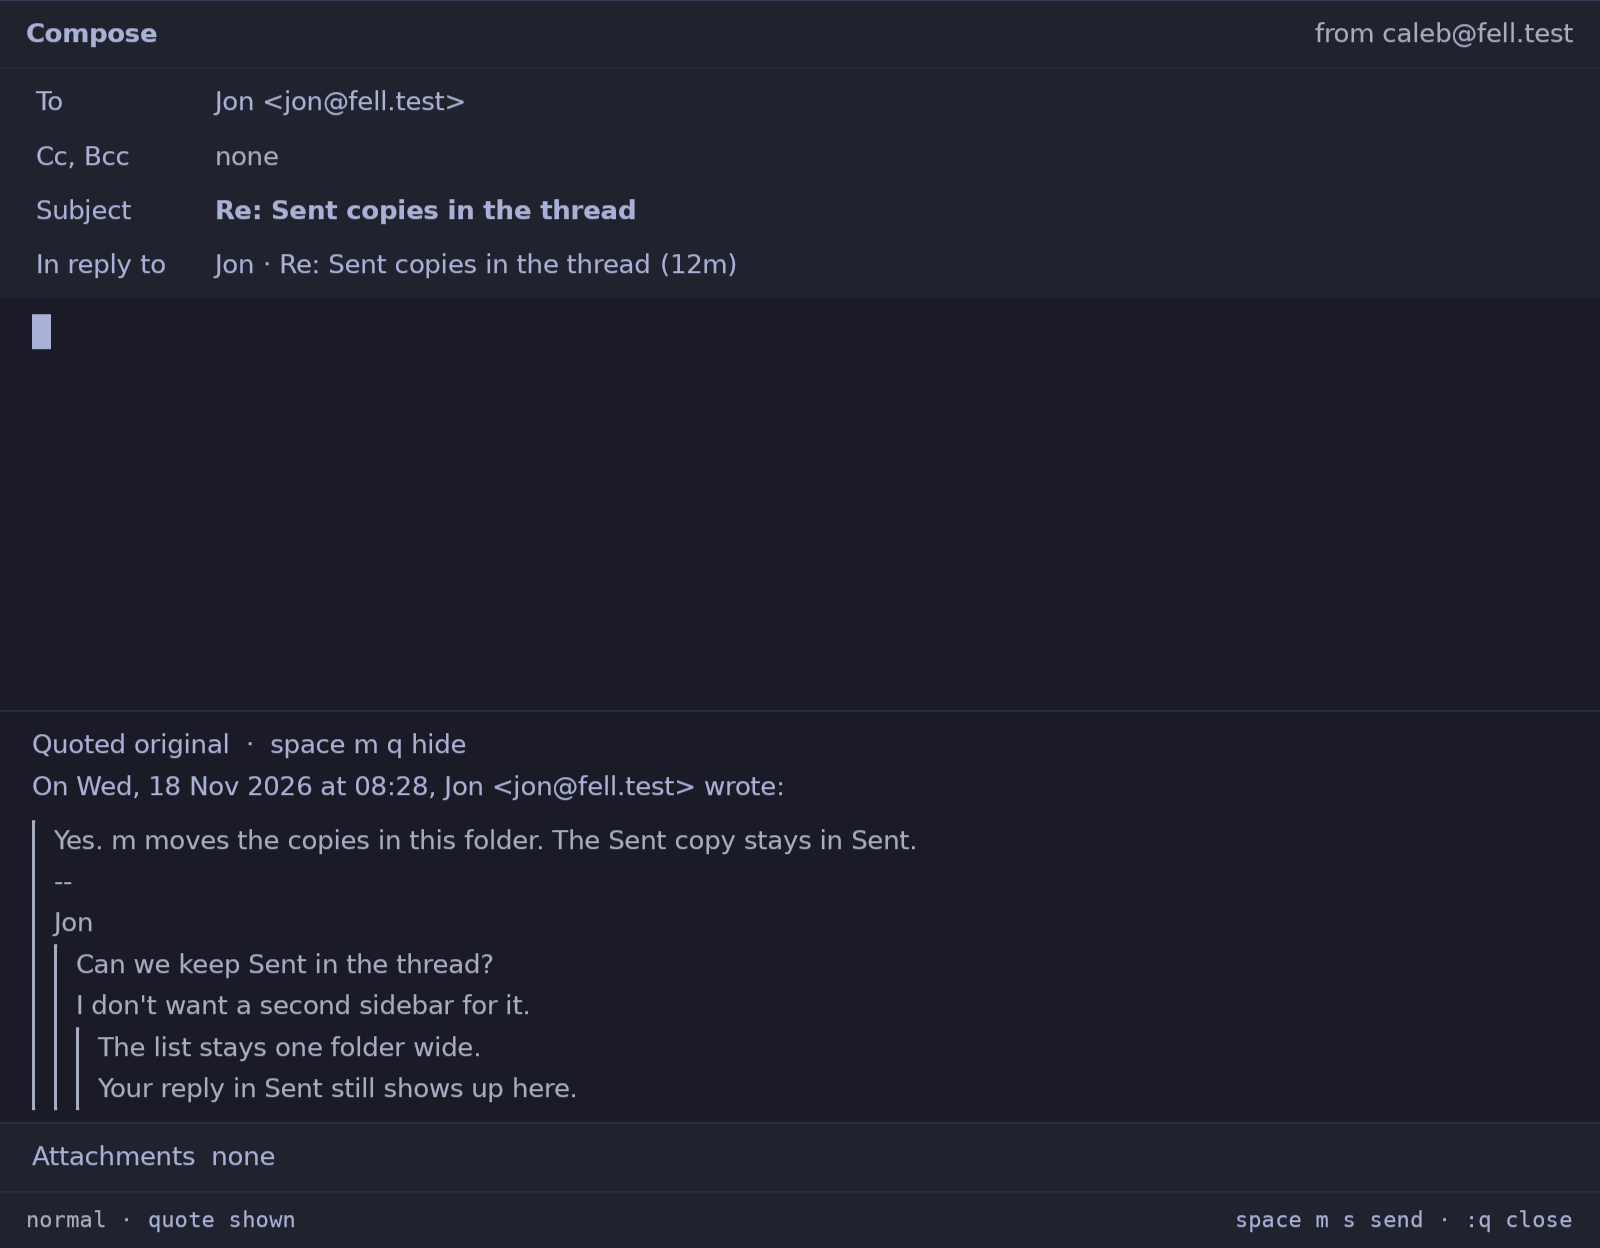 Compose from caleb@fell.test
To Jon <jon@fell.test>
Cc, Bcc none
Subject Re: Sent copies in the thread
In reply to Jon · Re: Sent copies in the thread (12m)
Quoted original · space m q hide
On Wed, 18 Nov 2026 at 08:28, Jon <jon@fell.test> wrote:
Yes. m moves the copies in this folder. The Sent copy stays in Sent.
--
Jon
Can we keep Sent in the thread?
I don't want a second sidebar for it.
The list stays one folder wide.
Your reply in Sent still shows up here.
Attachments none
normal · quote shown space m s send · :q close